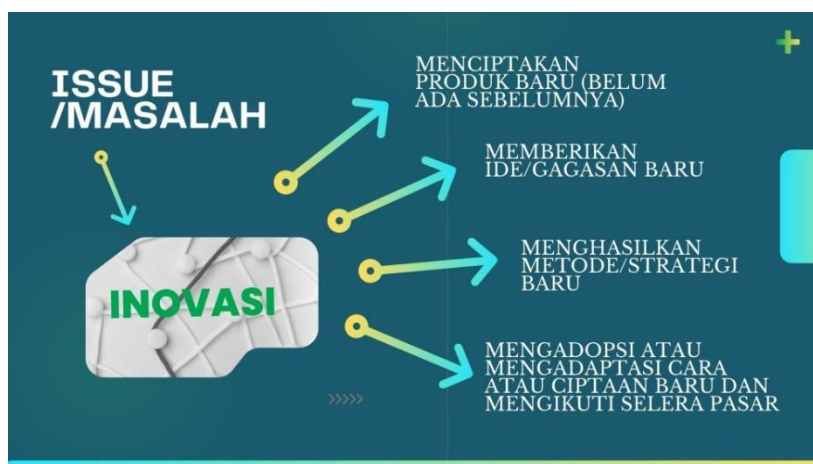 ISSUE
/MASALAH
INOVASI
MENCIPTAKAN
PRODUK BARU (BELUM
ADA SEBELUMNYA)
MEMBERIKAN
IDE/GAGASAN BARU
MENGHASILKAN
METODE/STRATEGI
BARU
MENGADOPSI ATAU
MENGADAPTASI CARA
ATAU CIPTAAN BARU DAN
MENGIKUTI SELERA PASAR